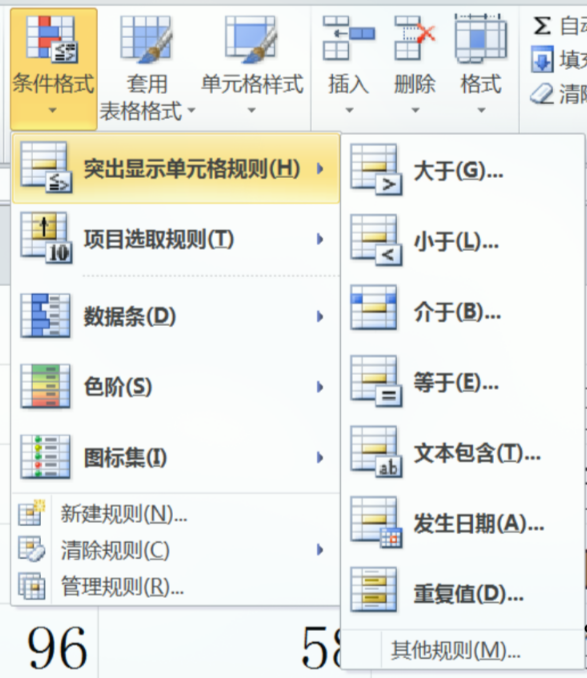 条件格式
套用
表格格式
单元格样式
插入
删除
格式
Σ 自动
填充
清除
突出显示单元格规则(H)
项目选取规则(T)
数据条(D)
色阶(S)
图标集(I)
新建规则(N)...
清除规则(C)
管理规则(R)...
大于(G)...
小于(L)...
介于(B)...
等于(E)...
文本包含(T)...
发生日期(A)...
重复值(D)...
其他规则(M)...
96
58